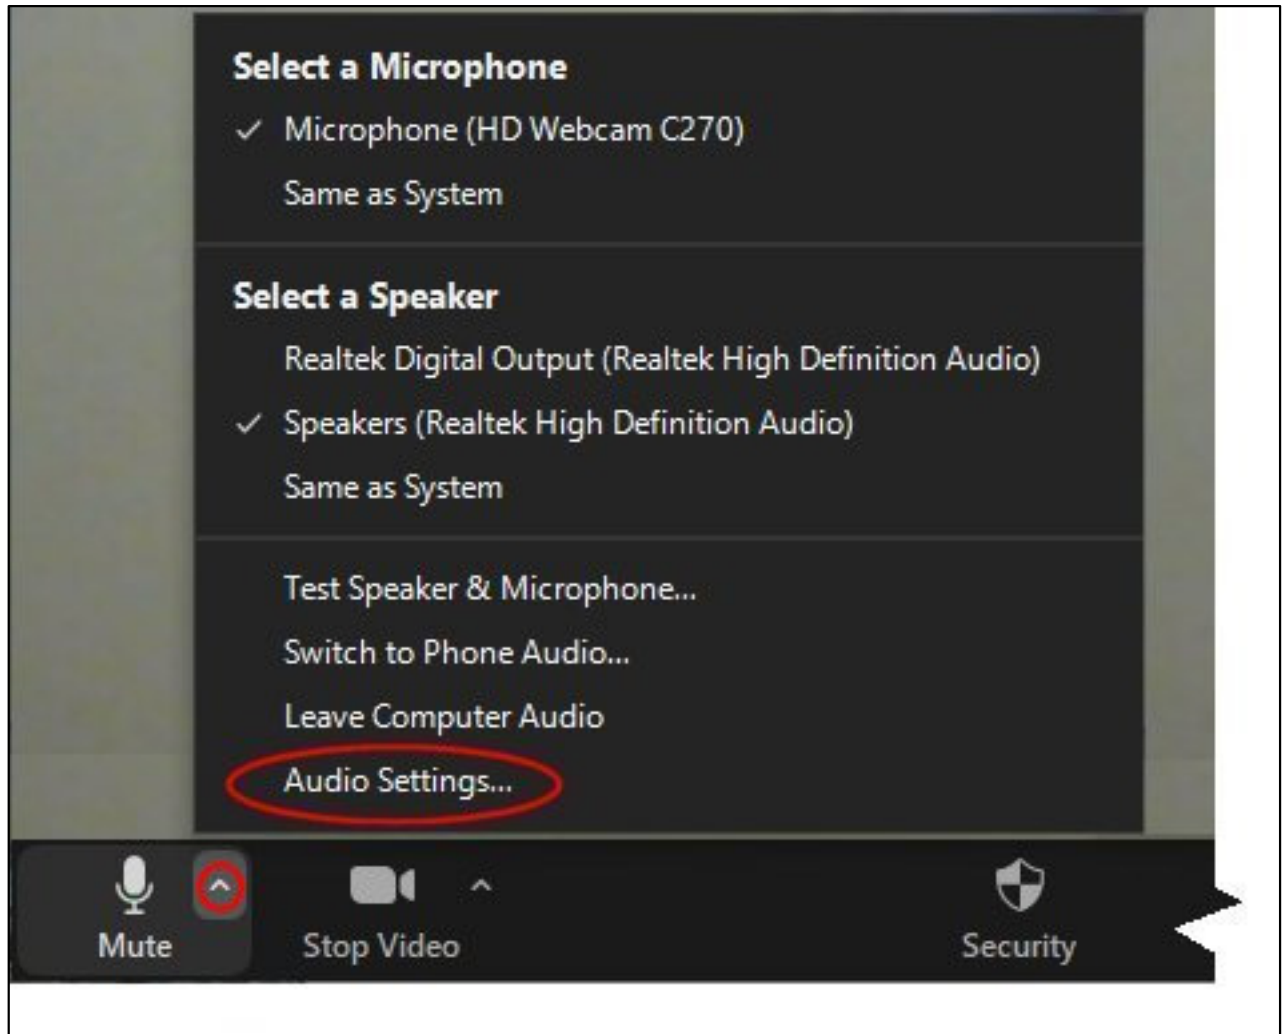 Select a Microphone
Microphone (HD Webcam C270)
Same as System
Select a Speaker
Realtek Digital Output (Realtek High Definition Audio)
Speakers (Realtek High Definition Audio)
Same as System
Test Speaker & Microphone...
Switch to Phone Audio...
Leave Computer Audio
Audio Settings...
Mute
Stop Video
Security